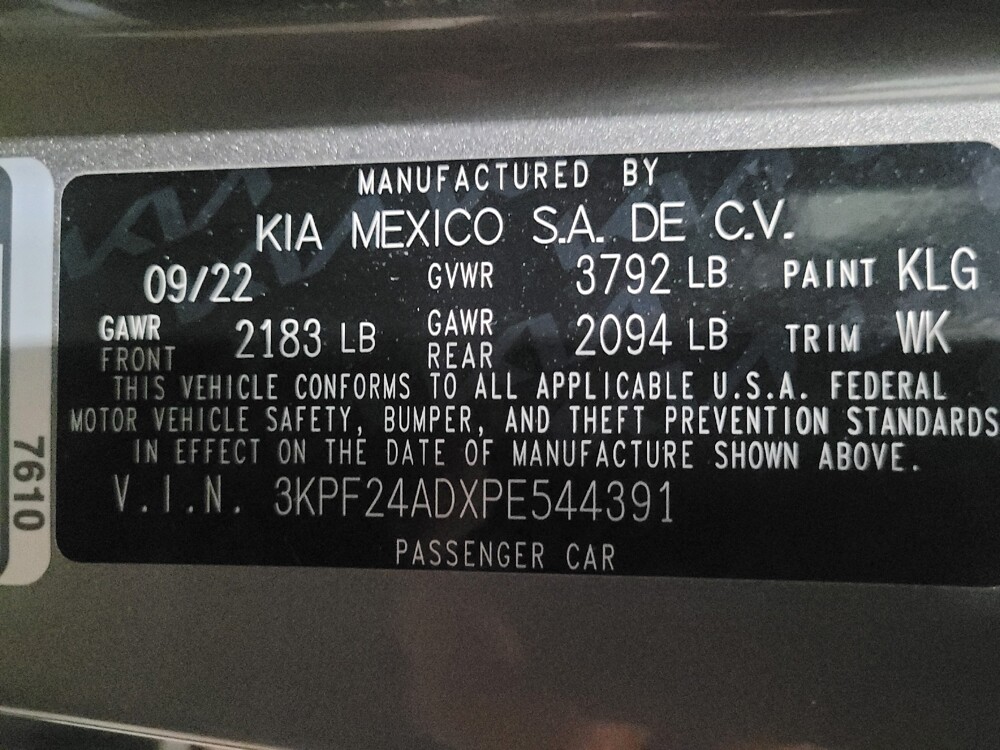 MANUFACTURED BY
KIA MEXICO S.A. DE C.V.
09/22 GVWR 3792 LB PAINT KLG
GAWR FRONT 2183 LB GAWR REAR 2094 LB TRIM WK
THIS VEHICLE CONFORMS TO ALL APPLICABLE U.S.A. FEDERAL
MOTOR VEHICLE SAFETY, BUMPER, AND THEFT PREVENTION STANDARDS
IN EFFECT ON THE DATE OF MANUFACTURE SHOWN ABOVE.
V.I.N. 3KPF24ADXPE544391
PASSENGER CAR
7610